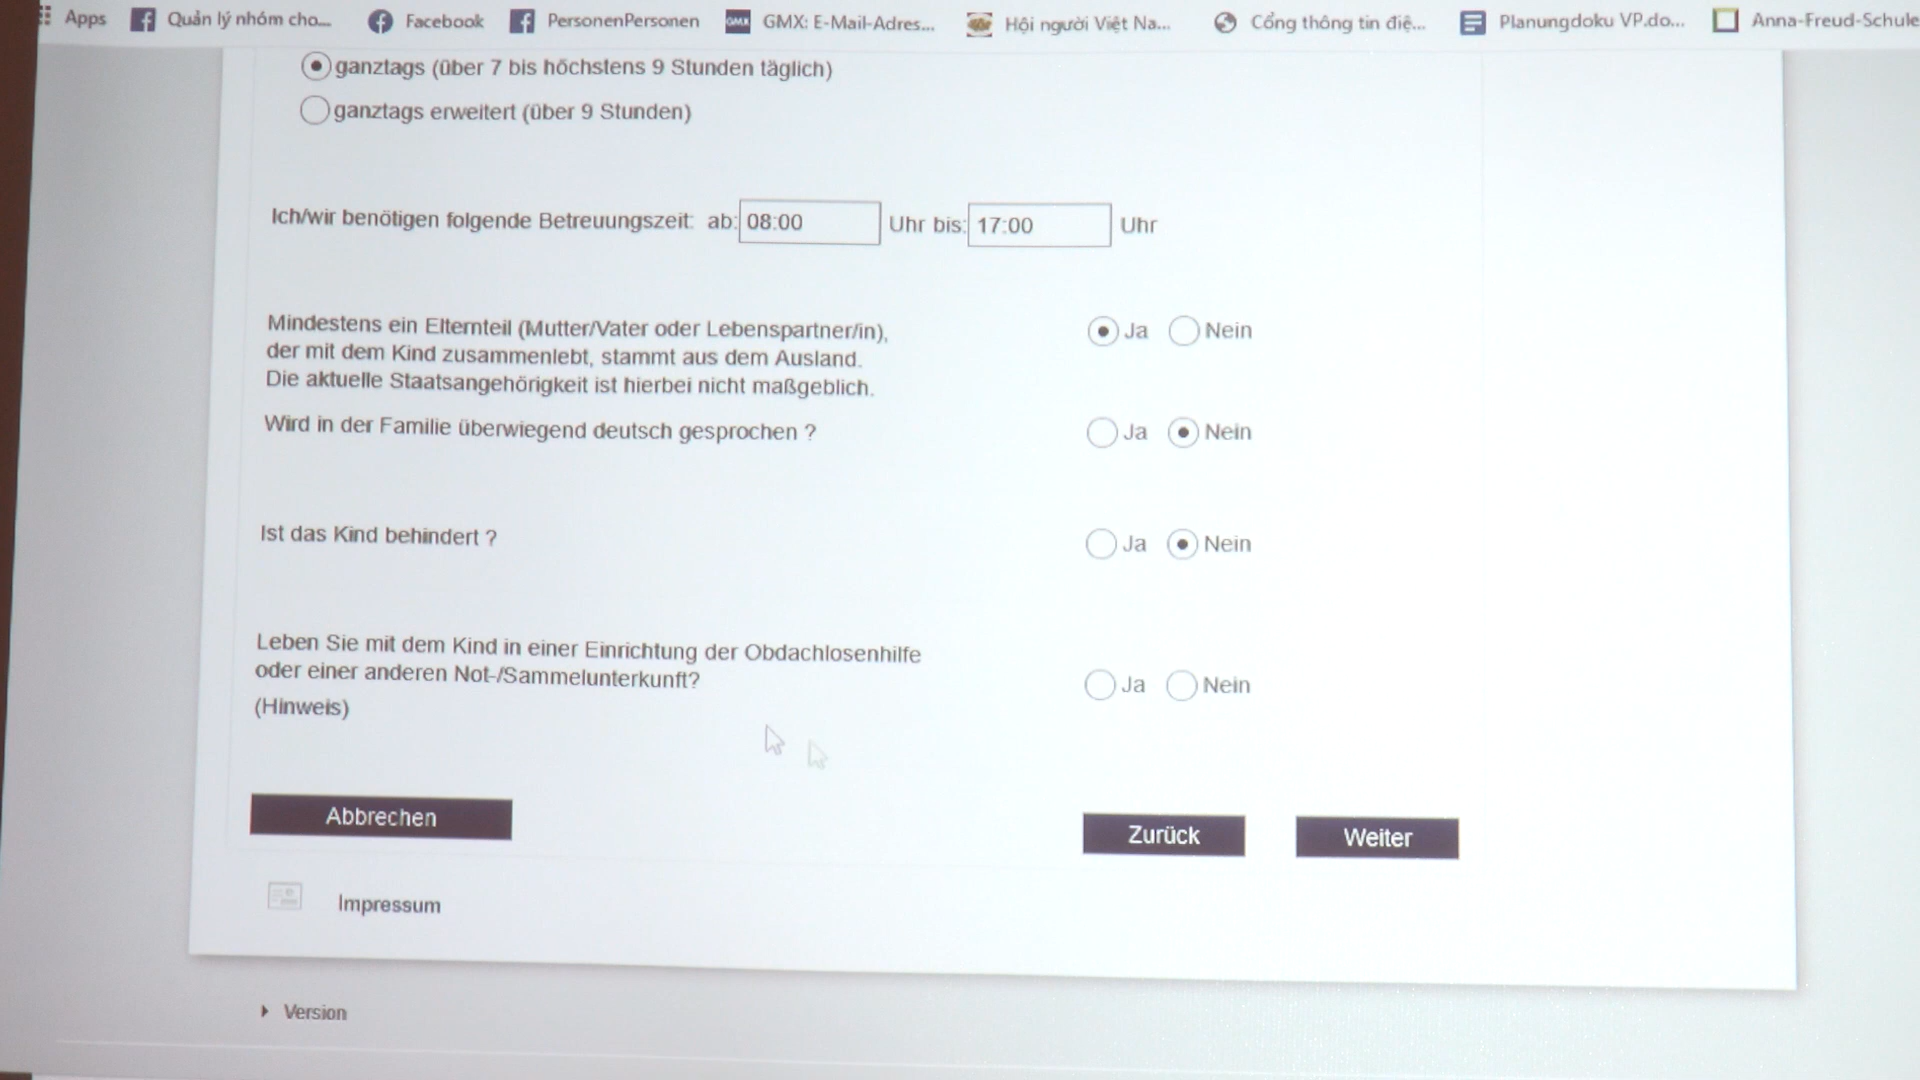 Apps Quản lý nhóm cho... Facebook PersonenPersonen GMX GMX: E-Mail-Adres... Hội người Việt Na... Cổng thông tin điệ... Planungdoku VP.do... Anna-Freud-Schule
ganztags (über 7 bis höchstens 9 Stunden täglich)
ganztags erweitert (über 9 Stunden)
Ich/wir benötigen folgende Betreuungszeit: ab: 08:00 Uhr bis: 17:00 Uhr
Mindestens ein Elternteil (Mutter/Vater oder Lebenspartner/in), Ja Nein
der mit dem Kind zusammenlebt, stammt aus dem Ausland.
Die aktuelle Staatsangehörigkeit ist hierbei nicht maßgeblich.
Wird in der Familie überwiegend deutsch gesprochen ? Ja Nein
Ist das Kind behindert ? Ja Nein
Leben Sie mit dem Kind in einer Einrichtung der Obdachlosenhilfe
oder einer anderen Not-/Sammelunterkunft? Ja Nein
(Hinweis)
Abbrechen Zurück Weiter
Impressum
Version